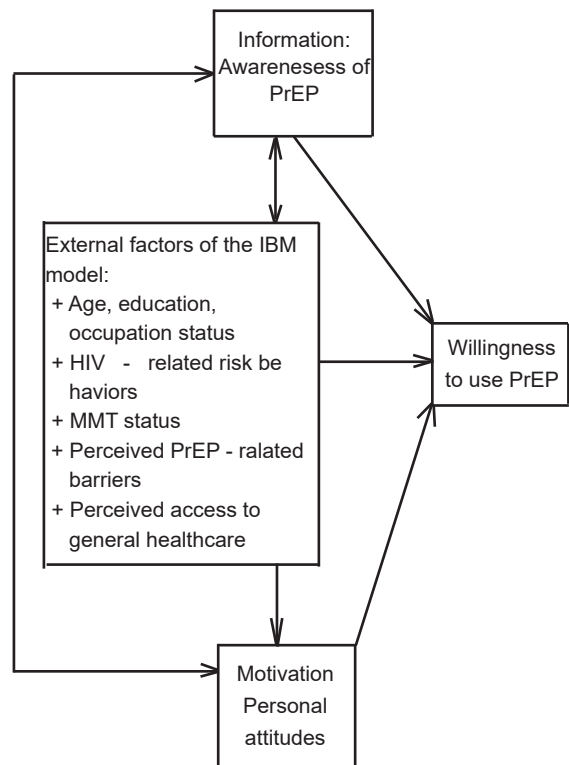 Information:
Awarenesess of
PrEP
External factors of the IBM
model:
+ Age, education,
occupation status
+ HIV - related risk be
haviors
+ MMT status
+ Perceived PrEP - ralated
barriers
+ Perceived access to
general healthcare
Willingness
to use PrEP
Motivation
Personal
attitudes